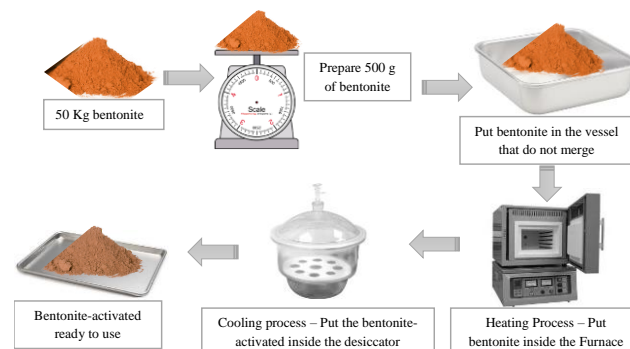 50 Kg bentonite
Scale
Prepare 500 g
of bentonite
Put bentonite in the vessel
that do not merge
Heating Process – Put
bentonite inside the Furnace
Cooling process – Put the bentonite-
activated inside the desiccator
Bentonite-activated
ready to use